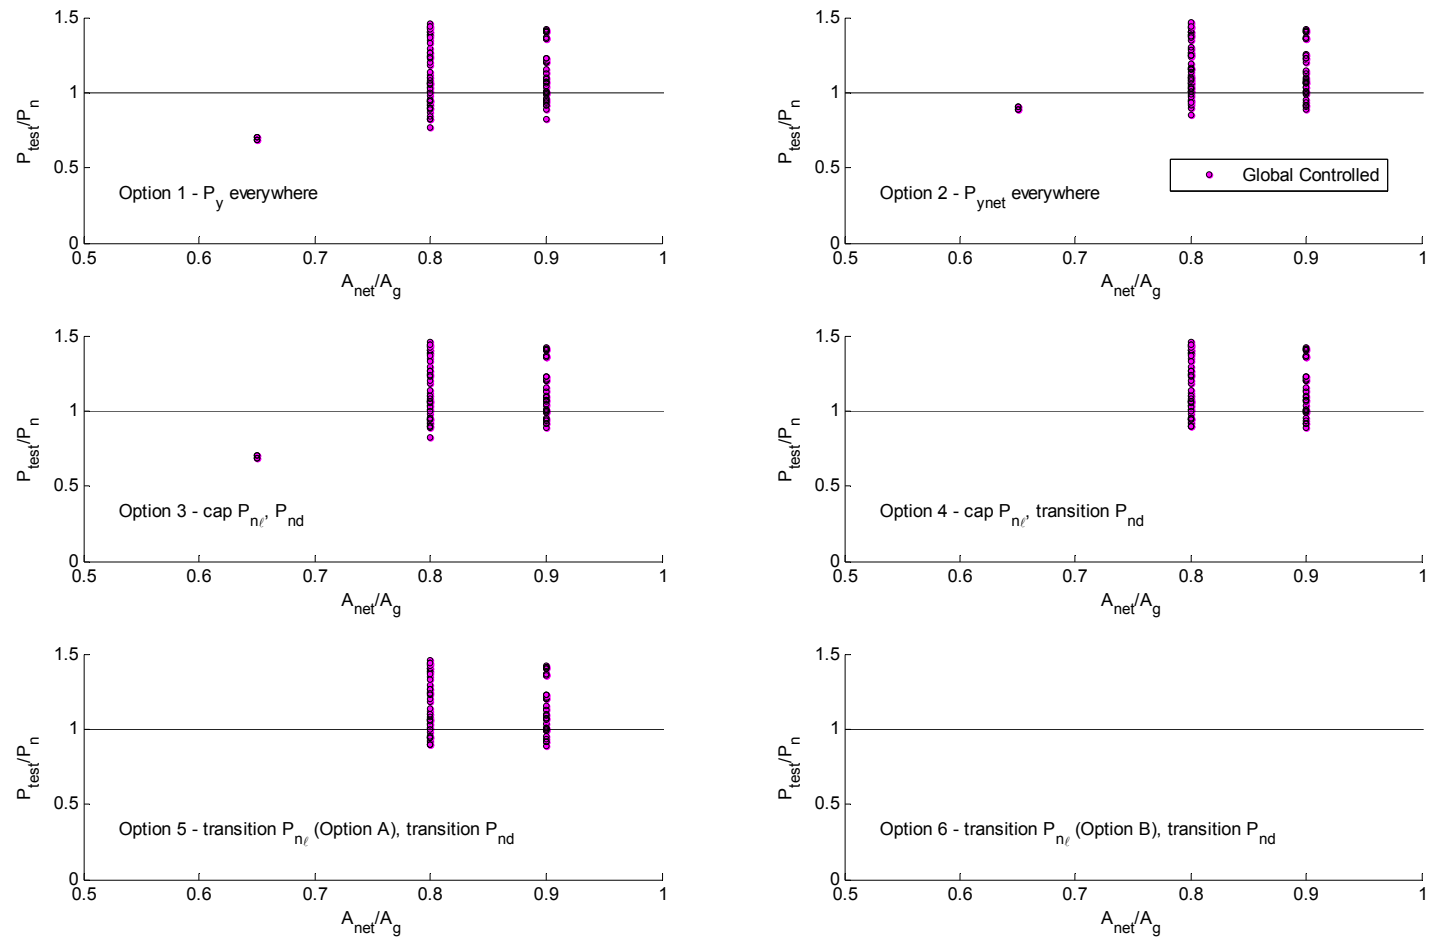 1.5
1
0.5
0
P_test/P_n
Option 1 - P_y everywhere
0.5 0.6 0.7 0.8 0.9 1
A_net/A_g
1.5
1
0.5
0
P_test/P_n
Global Controlled
Option 2 - P_ynet everywhere
0.5 0.6 0.7 0.8 0.9 1
A_net/A_g
1.5
1
0.5
0
P_test/P_n
Option 3 - cap P_nℓ, P_nd
0.5 0.6 0.7 0.8 0.9 1
A_net/A_g
1.5
1
0.5
0
P_test/P_n
Option 4 - cap P_nℓ, transition P_nd
0.5 0.6 0.7 0.8 0.9 1
A_net/A_g
1.5
1
0.5
0
P_test/P_n
Option 5 - transition P_nℓ (Option A), transition P_nd
0.5 0.6 0.7 0.8 0.9 1
A_net/A_g
1.5
1
0.5
0
P_test/P_n
Option 6 - transition P_nℓ (Option B), transition P_nd
0.5 0.6 0.7 0.8 0.9 1
A_net/A_g